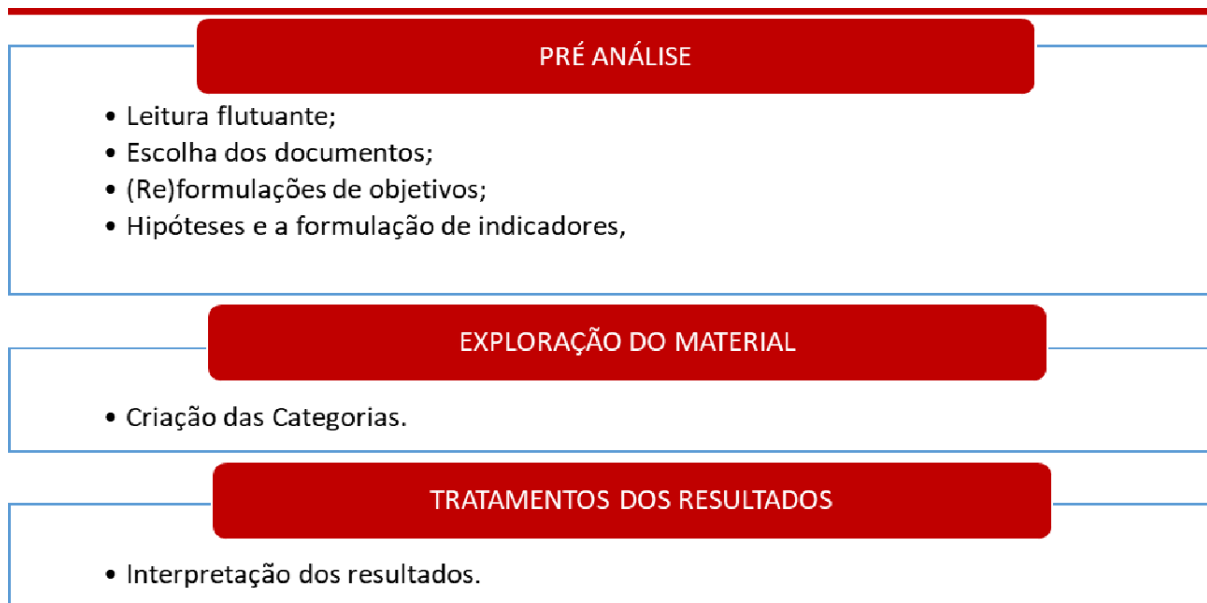 PRÉ ANÁLISE
• Leitura flutuante;
• Escolha dos documentos;
• (Re)formulações de objetivos;
• Hipóteses e a formulação de indicadores,
EXPLORAÇÃO DO MATERIAL
• Criação das Categorias.
TRATAMENTOS DOS RESULTADOS
• Interpretação dos resultados.